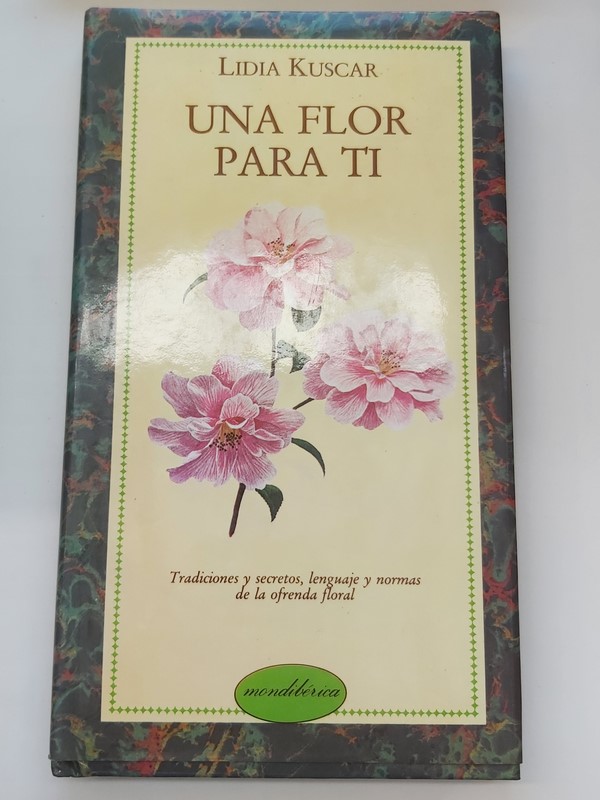 LIDIA KUSCAR
UNA FLOR
PARA TI
Tradiciones y secretos, lenguaje y normas
de la ofrenda floral
mondibérica